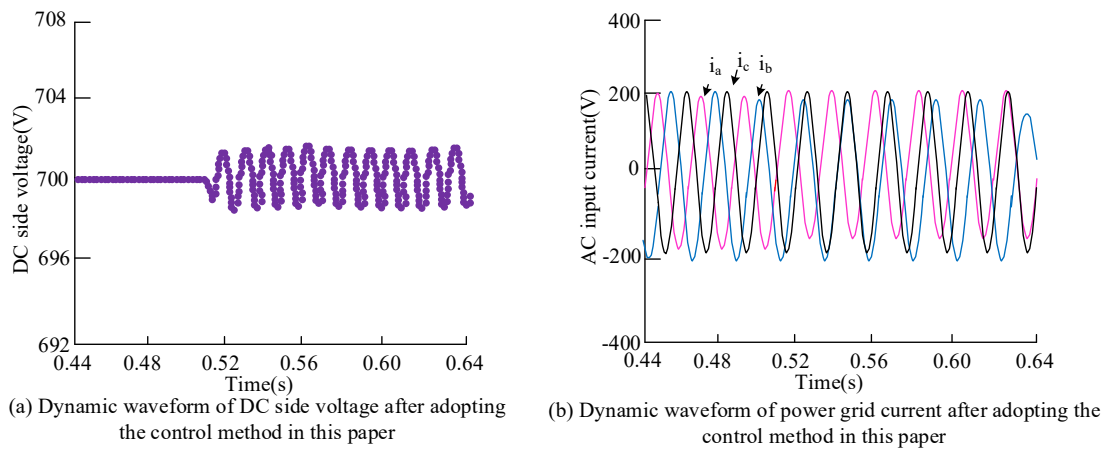 708
704
700
696
692
DC side voltage(V)
0.44 0.48 0.52 0.56 0.60 0.64
Time(s)
(a) Dynamic waveform of DC side voltage after adopting
the control method in this paper
400
200
0
-200
-400
AC input current(V)
i_a i_c i_b
0.44 0.48 0.52 0.56 0.60 0.64
Time(s)
(b) Dynamic waveform of power grid current after adopting the
control method in this paper